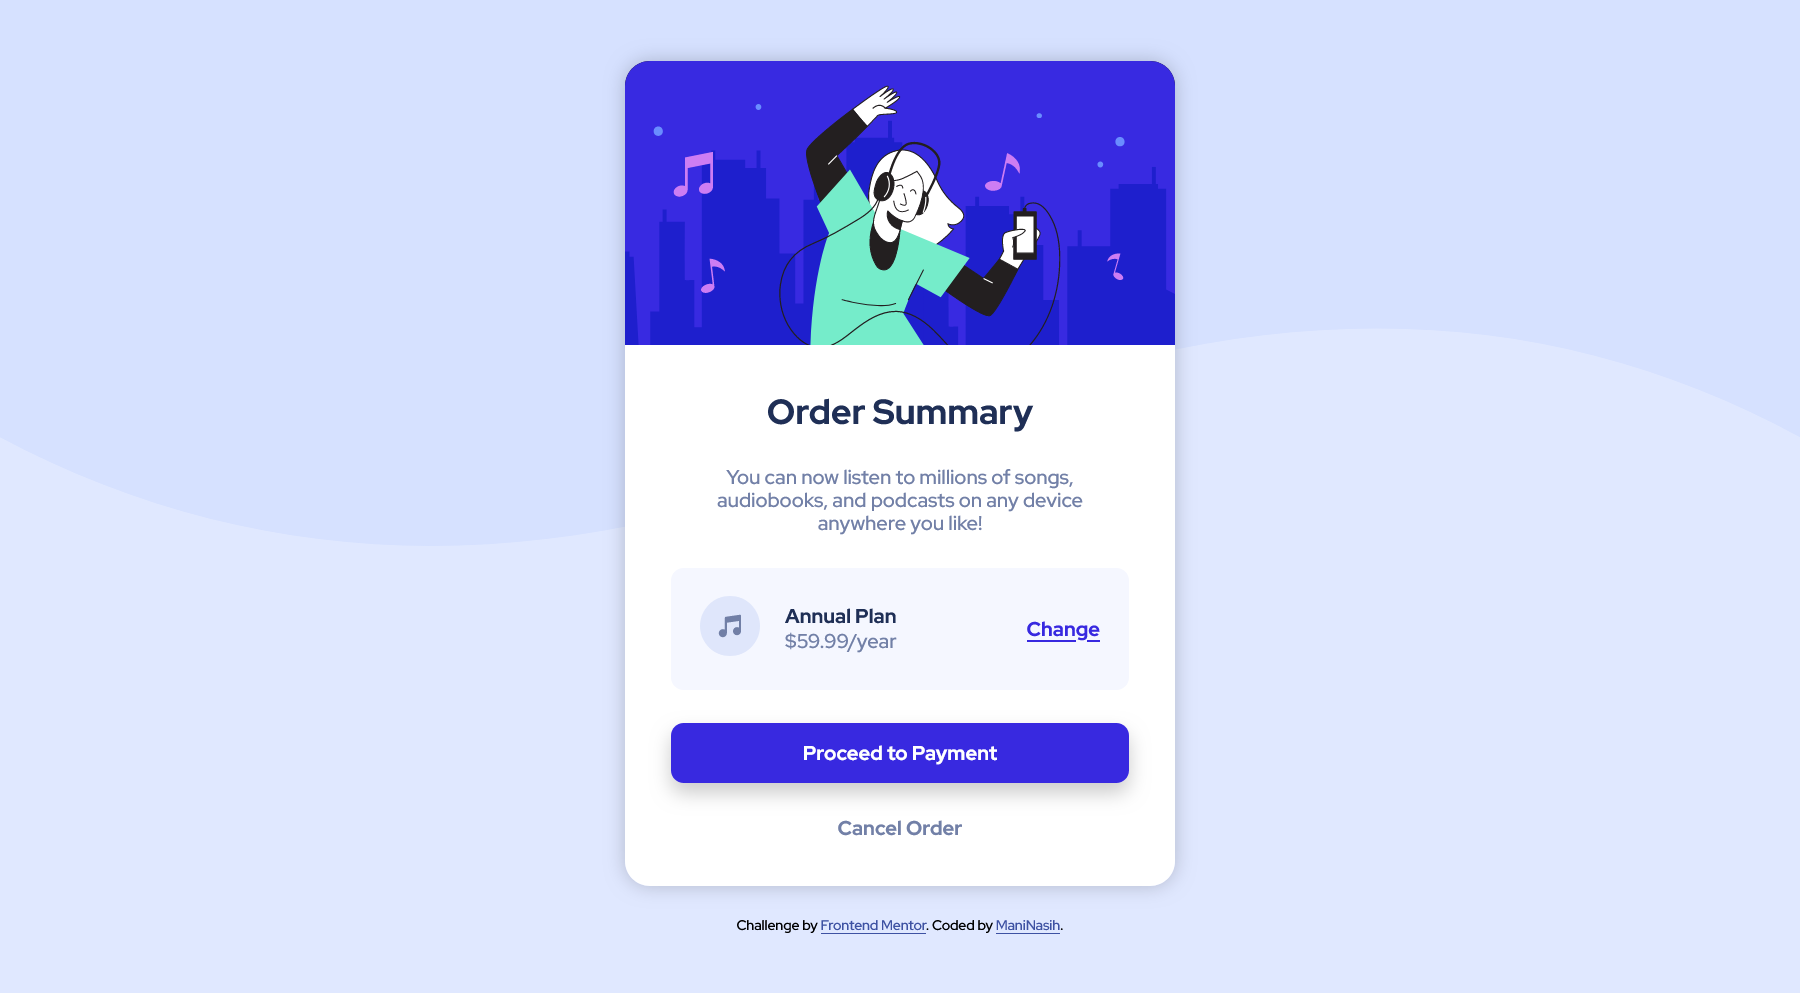 Order Summary
You can now listen to millions of songs,
audiobooks, and podcasts on any device
anywhere you like!
Annual Plan
$59.99/year
Change
Proceed to Payment
Cancel Order
Challenge by Frontend Mentor. Coded by ManiNasih.